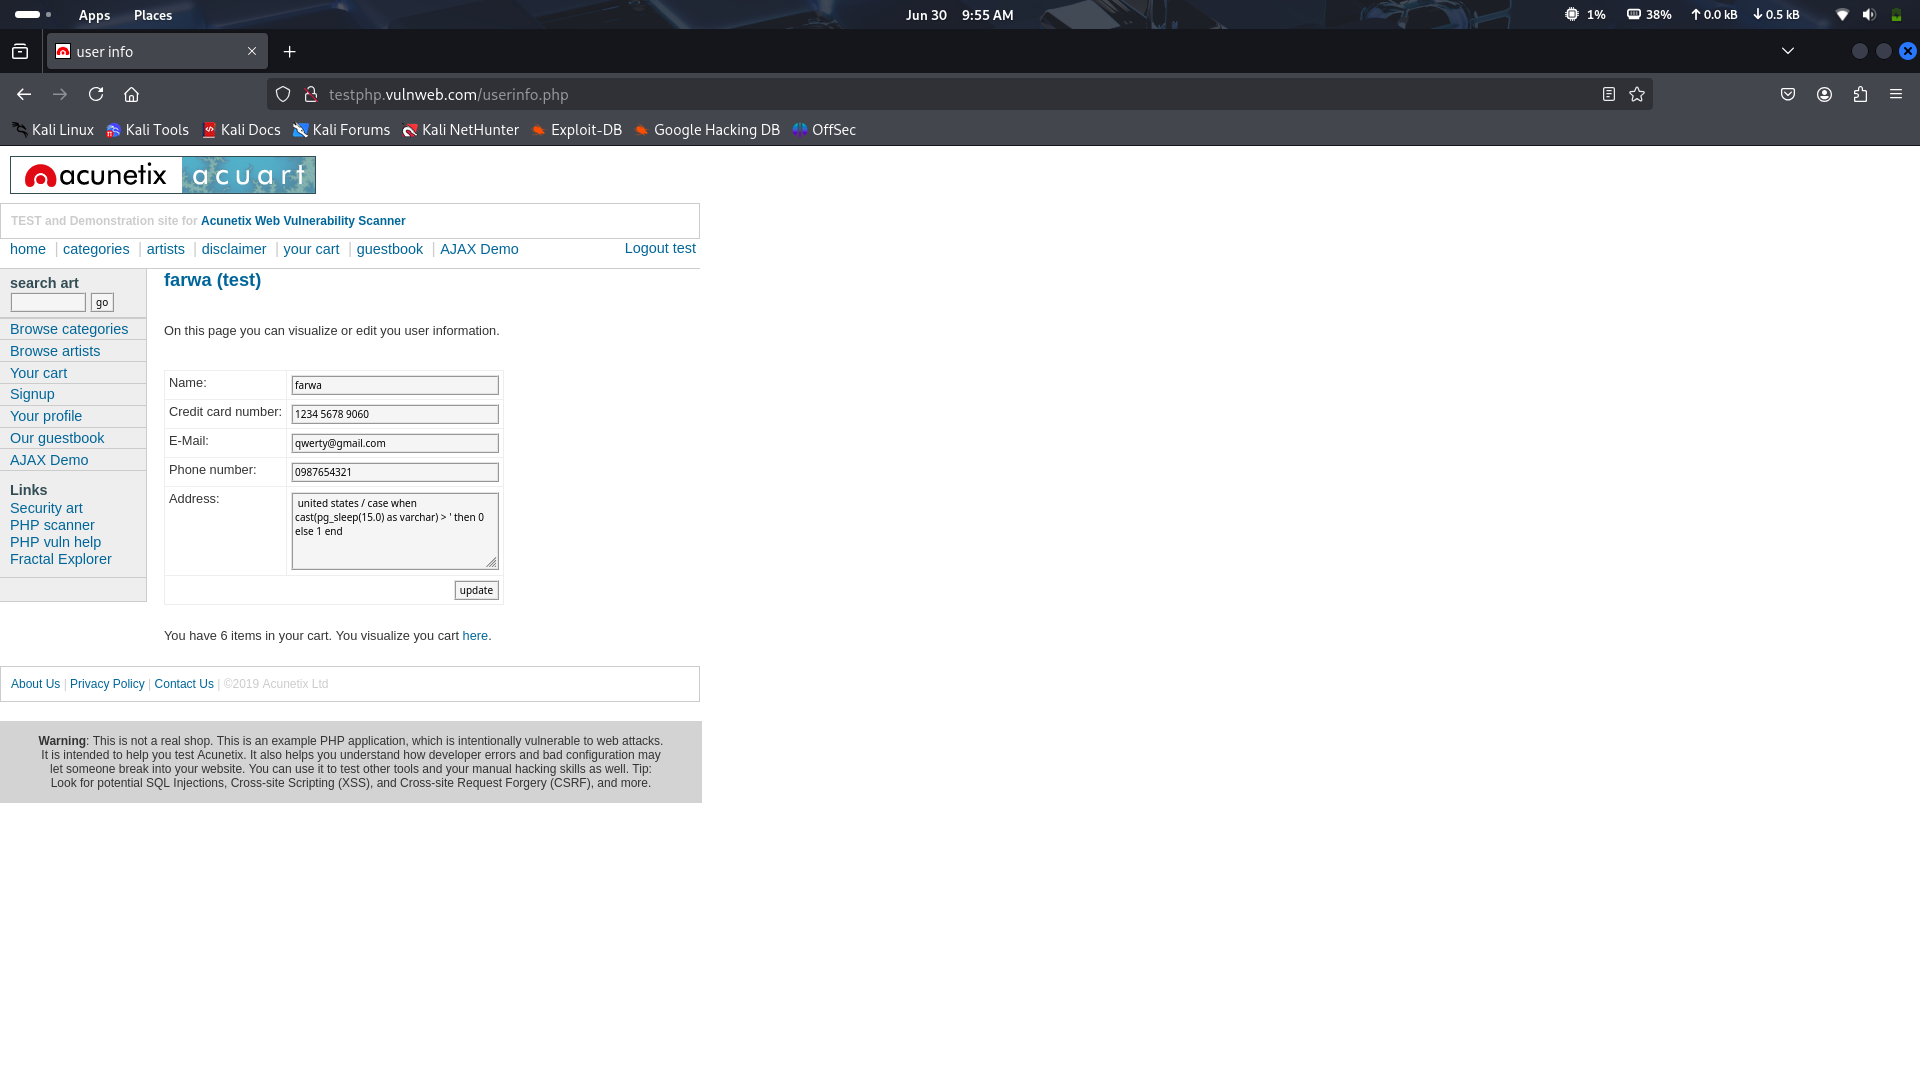 Apps Places Jun 30 9:55 AM 1% 38% 0.0 kB 0.5 kB
user info
testphp.vulnweb.com/userinfo.php
Kali Linux Kali Tools Kali Docs Kali Forums Kali NetHunter Exploit-DB Google Hacking DB OffSec
acunetix acuart
TEST and Demonstration site for Acunetix Web Vulnerability Scanner
home | categories | artists | disclaimer | your cart | guestbook | AJAX Demo Logout test
search art
go
Browse categories
Browse artists
Your cart
Signup
Your profile
Our guestbook
AJAX Demo
Links
Security art
PHP scanner
PHP vuln help
Fractal Explorer
farwa (test)
On this page you can visualize or edit you user information.
Name: farwa
Credit card number: 1234 5678 9060
E-Mail: qwerty@gmail.com
Phone number: 0987654321
Address: united states / case when
cast(pg_sleep(15.0) as varchar) > ' then 0
else 1 end
update
You have 6 items in your cart. You visualize you cart here.
About Us | Privacy Policy | Contact Us | ©2019 Acunetix Ltd
Warning: This is not a real shop. This is an example PHP application, which is intentionally vulnerable to web attacks.
It is intended to help you test Acunetix. It also helps you understand how developer errors and bad configuration may
let someone break into your website. You can use it to test other tools and your manual hacking skills as well. Tip:
Look for potential SQL Injections, Cross-site Scripting (XSS), and Cross-site Request Forgery (CSRF), and more.